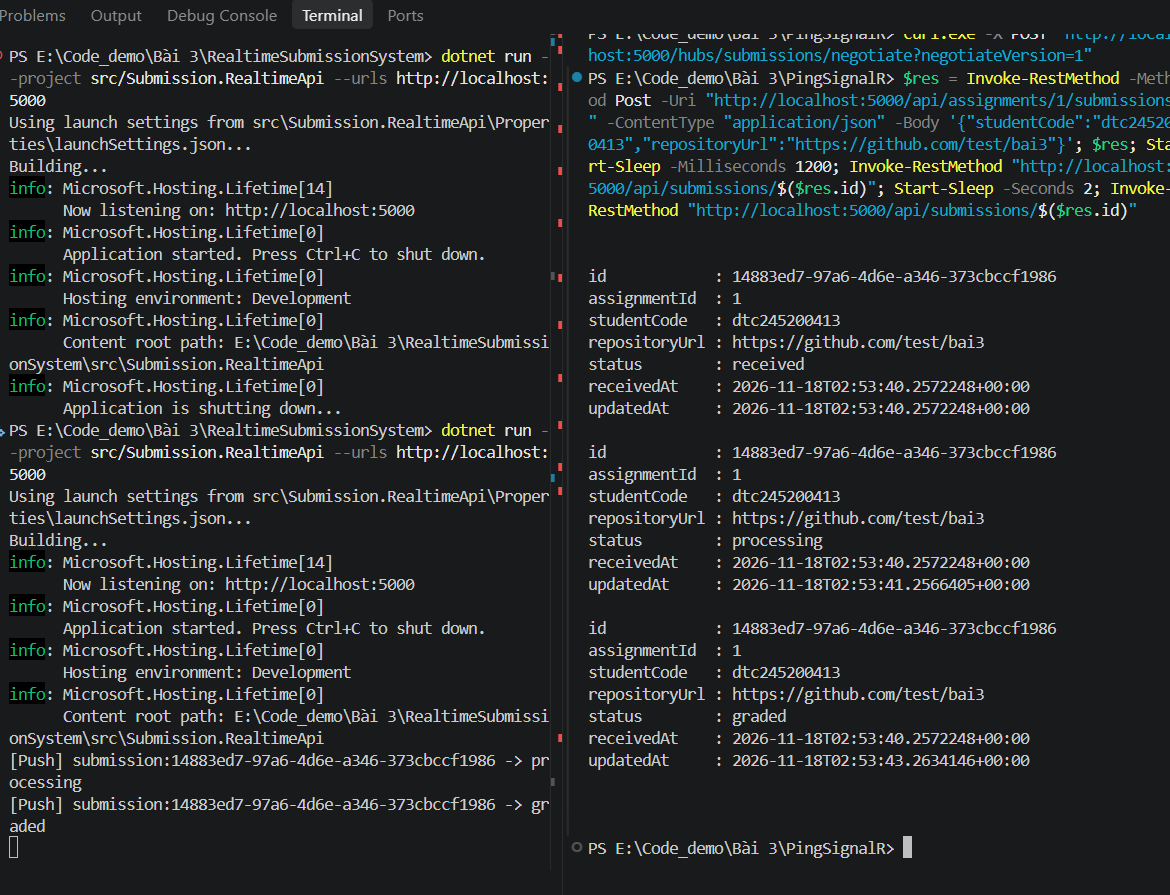 Problems Output Debug Console Terminal Ports
PS E:\Code_demo\Bài 3\RealtimeSubmissionSystem> dotnet run -
-project src/Submission.RealtimeApi --urls http://localhost:
5000
Using launch settings from src\Submission.RealtimeApi\Proper
ties\launchSettings.json...
Building...
info: Microsoft.Hosting.Lifetime[14]
Now listening on: http://localhost:5000
info: Microsoft.Hosting.Lifetime[0]
Application started. Press Ctrl+C to shut down.
info: Microsoft.Hosting.Lifetime[0]
Hosting environment: Development
info: Microsoft.Hosting.Lifetime[0]
Content root path: E:\Code_demo\Bài 3\RealtimeSubmissi
onSystem\src\Submission.RealtimeApi
info: Microsoft.Hosting.Lifetime[0]
Application is shutting down...
PS E:\Code_demo\Bài 3\RealtimeSubmissionSystem> dotnet run -
-project src/Submission.RealtimeApi --urls http://localhost:
5000
Using launch settings from src\Submission.RealtimeApi\Proper
ties\launchSettings.json...
Building...
info: Microsoft.Hosting.Lifetime[14]
Now listening on: http://localhost:5000
info: Microsoft.Hosting.Lifetime[0]
Application started. Press Ctrl+C to shut down.
info: Microsoft.Hosting.Lifetime[0]
Hosting environment: Development
info: Microsoft.Hosting.Lifetime[0]
Content root path: E:\Code_demo\Bài 3\RealtimeSubmissi
onSystem\src\Submission.RealtimeApi
[Push] submission:14883ed7-97a6-4d6e-a346-373cbccf1986 -> pr
ocessing
[Push] submission:14883ed7-97a6-4d6e-a346-373cbccf1986 -> gr
aded
PS E:\Code_demo\Bài 3\PingSignalR> curl.exe -X POST "http://local
host:5000/hubs/submissions/negotiate?negotiateVersion=1"
PS E:\Code_demo\Bài 3\PingSignalR> $res = Invoke-RestMethod -Meth
od Post -Uri "http://localhost:5000/api/assignments/1/submissions
" -ContentType "application/json" -Body '{"studentCode":"dtc24520
0413","repositoryUrl":"https://github.com/test/bai3"}'; $res; Sta
rt-Sleep -Milliseconds 1200; Invoke-RestMethod "http://localhost:
5000/api/submissions/$($res.id)"; Start-Sleep -Seconds 2; Invoke-
RestMethod "http://localhost:5000/api/submissions/$($res.id)"
id : 14883ed7-97a6-4d6e-a346-373cbccf1986
assignmentId : 1
studentCode : dtc245200413
repositoryUrl : https://github.com/test/bai3
status : received
receivedAt : 2026-11-18T02:53:40.2572248+00:00
updatedAt : 2026-11-18T02:53:40.2572248+00:00
id : 14883ed7-97a6-4d6e-a346-373cbccf1986
assignmentId : 1
studentCode : dtc245200413
repositoryUrl : https://github.com/test/bai3
status : processing
receivedAt : 2026-11-18T02:53:40.2572248+00:00
updatedAt : 2026-11-18T02:53:41.2566405+00:00
id : 14883ed7-97a6-4d6e-a346-373cbccf1986
assignmentId : 1
studentCode : dtc245200413
repositoryUrl : https://github.com/test/bai3
status : graded
receivedAt : 2026-11-18T02:53:40.2572248+00:00
updatedAt : 2026-11-18T02:53:43.2634146+00:00
PS E:\Code_demo\Bài 3\PingSignalR>